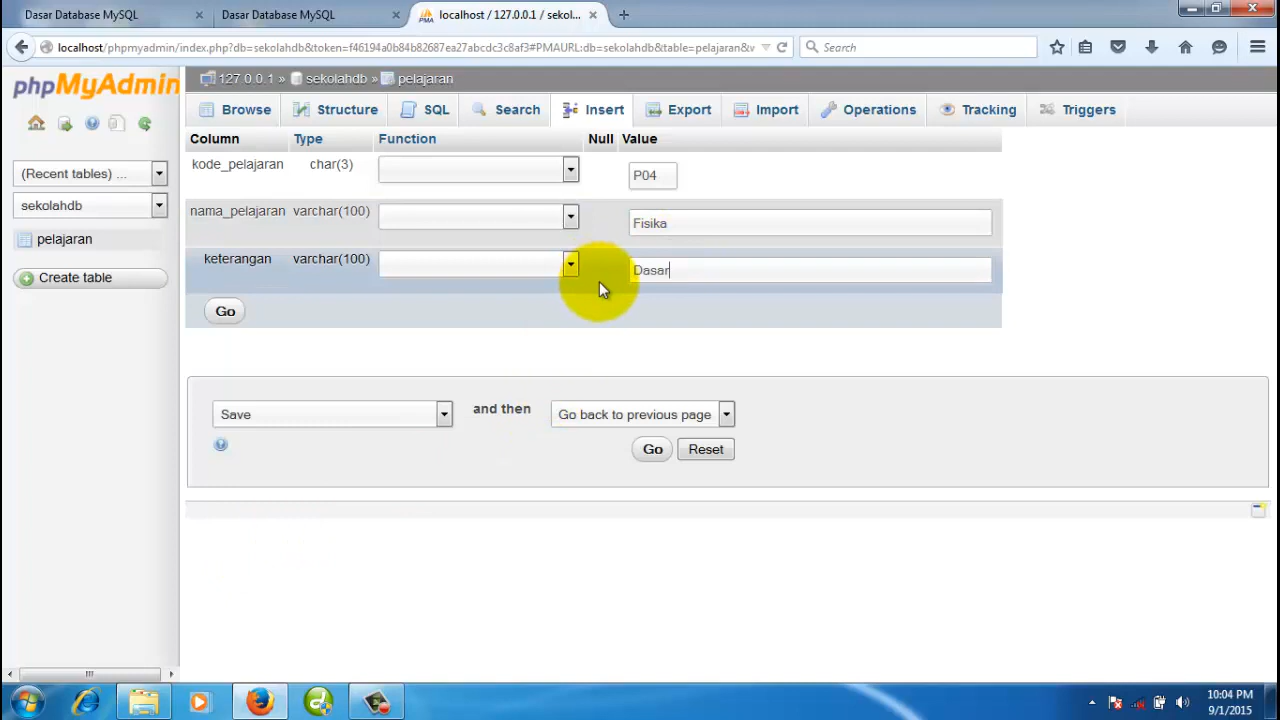 Dasar Database MySQL × Dasar Database MySQL × localhost / 127.0.0.1 / sekol... × +
localhost/phpmyadmin/index.php?db=sekolahdb&token=f46194a0b84b82687ea27abcdc3c8af3#PMAURL:db=sekolahdb&table=pelajaran&v Search
phpMyAdmin
127.0.0.1 » sekolahdb » pelajaran
Browse Structure SQL Search Insert Export Import Operations Tracking Triggers
(Recent tables) ...
sekolahdb
pelajaran
Create table
Column Type Function Null Value
kode_pelajaran char(3) P04
nama_pelajaran varchar(100) Fisika
keterangan varchar(100) Dasar
Go
Save and then Go back to previous page
Go Reset
10:04 PM
9/1/2015